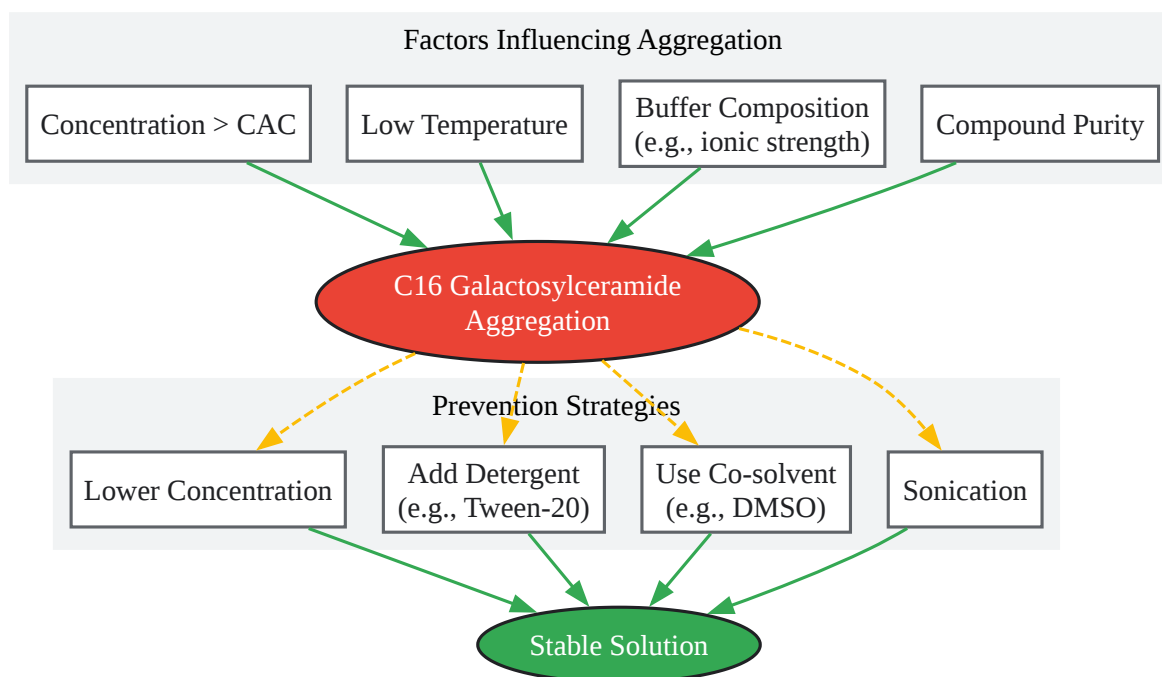 Factors Influencing Aggregation
Concentration > CAC
Low Temperature
Buffer Composition
(e.g., ionic strength)
Compound Purity
C16 Galactosylceramide
Aggregation
Prevention Strategies
Lower Concentration
Add Detergent
(e.g., Tween-20)
Use Co-solvent
(e.g., DMSO)
Sonication
Stable Solution